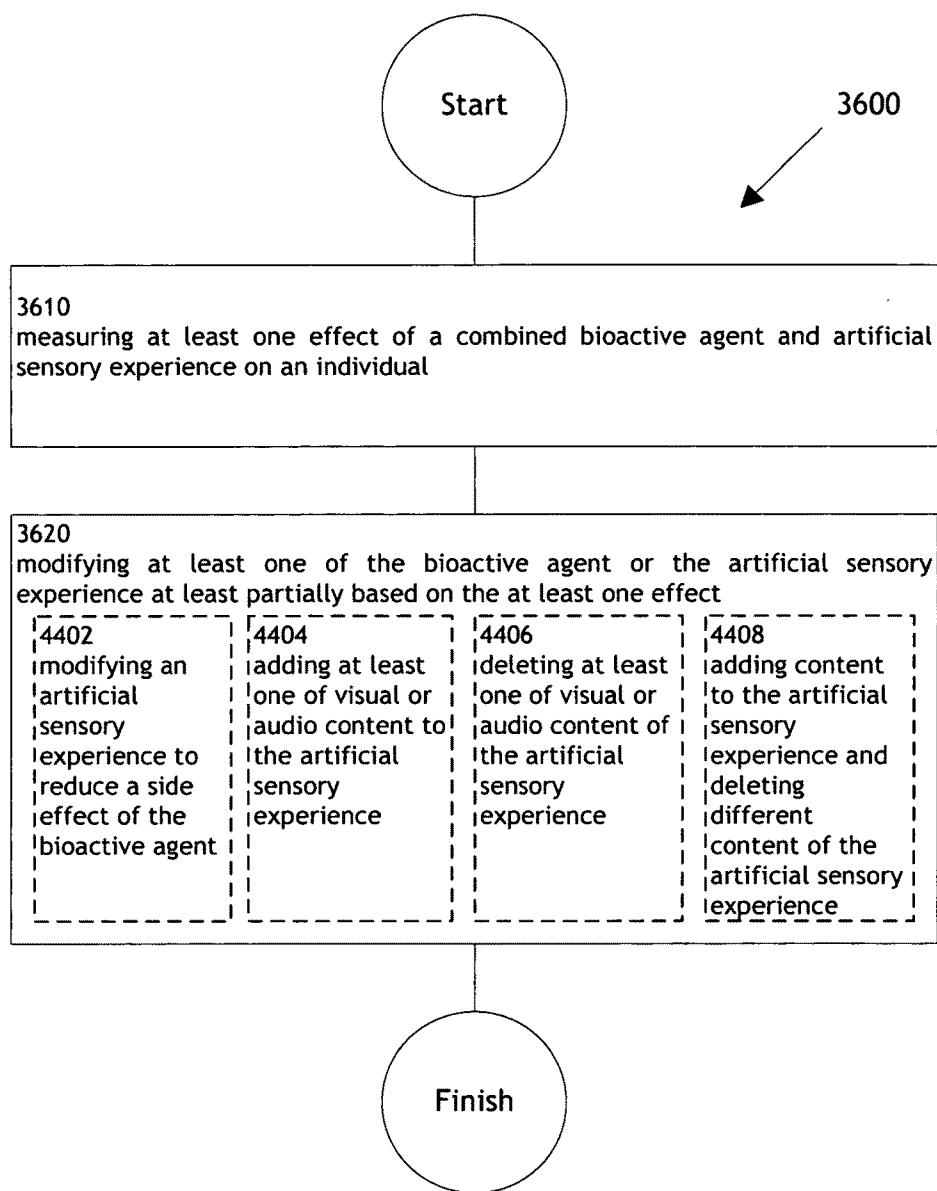 Start
3600
3610
measuring at least one effect of a combined bioactive agent and artificial
sensory experience on an individual
3620
modifying at least one of the bioactive agent or the artificial sensory
experience at least partially based on the at least one effect
4402
modifying an
artificial
sensory
experience to
reduce a side
effect of the
bioactive agent
4404
adding at least
one of visual or
audio content to
the artificial
sensory
experience
4406
deleting at least
one of visual or
audio content of
the artificial
sensory
experience
4408
adding content
to the artificial
sensory
experience and
deleting
different
content of the
artificial sensory
experience
Finish